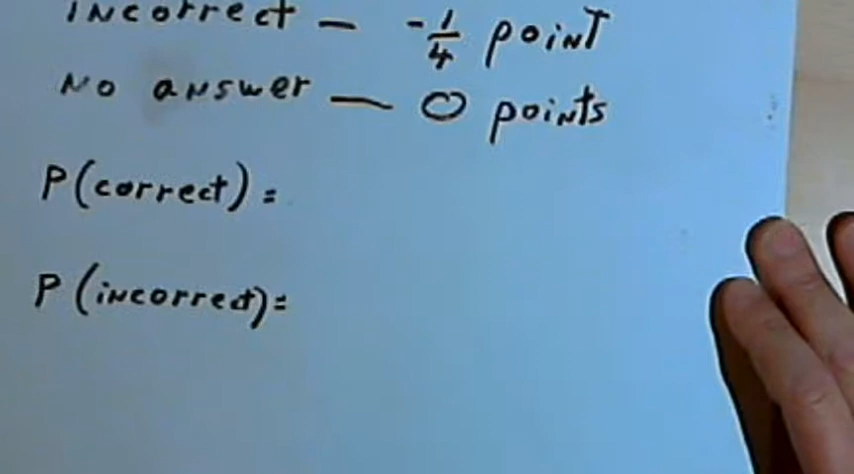 incorrect — -1/4 point
No answer — 0 points
P(correct) =
P(incorrect) =